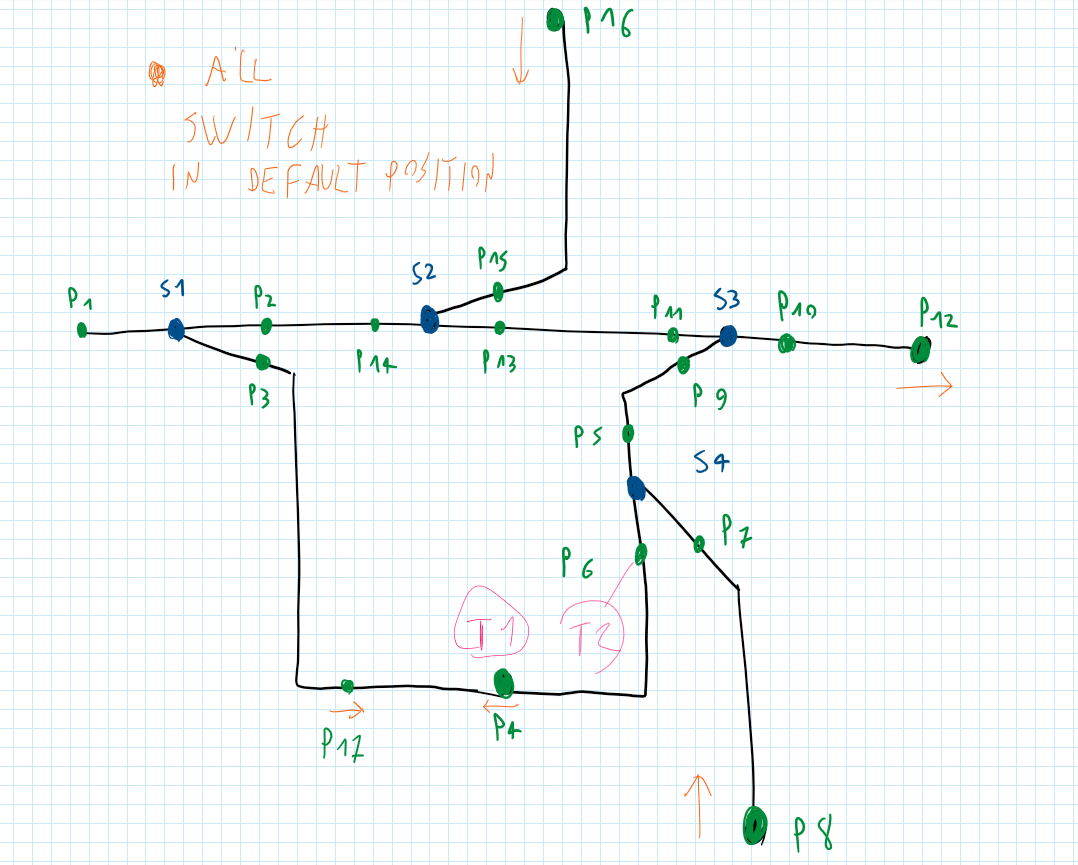 P16
ALL
SWITCH
IN DEFAULT POSITION
P1
S1
P2
S2
P15
P11
S3
P10
P12
P3
P14
P13
P9
P5
S4
P7
P6
T1
T2
P17
P4
P8